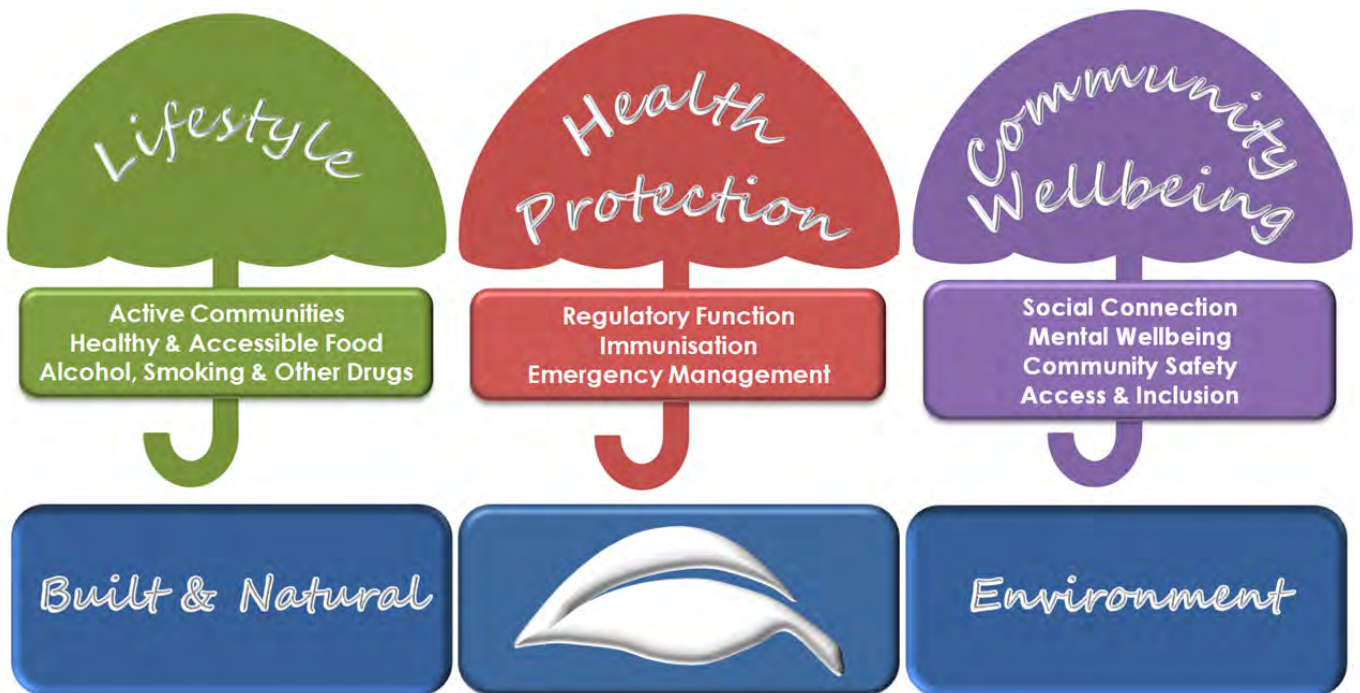 Lifestyle
Active Communities
Healthy & Accessible Food
Alcohol, Smoking & Other Drugs
Health
Protection
Regulatory Function
Immunisation
Emergency Management
Community
Wellbeing
Social Connection
Mental Wellbeing
Community Safety
Access & Inclusion
Built & Natural
Environment